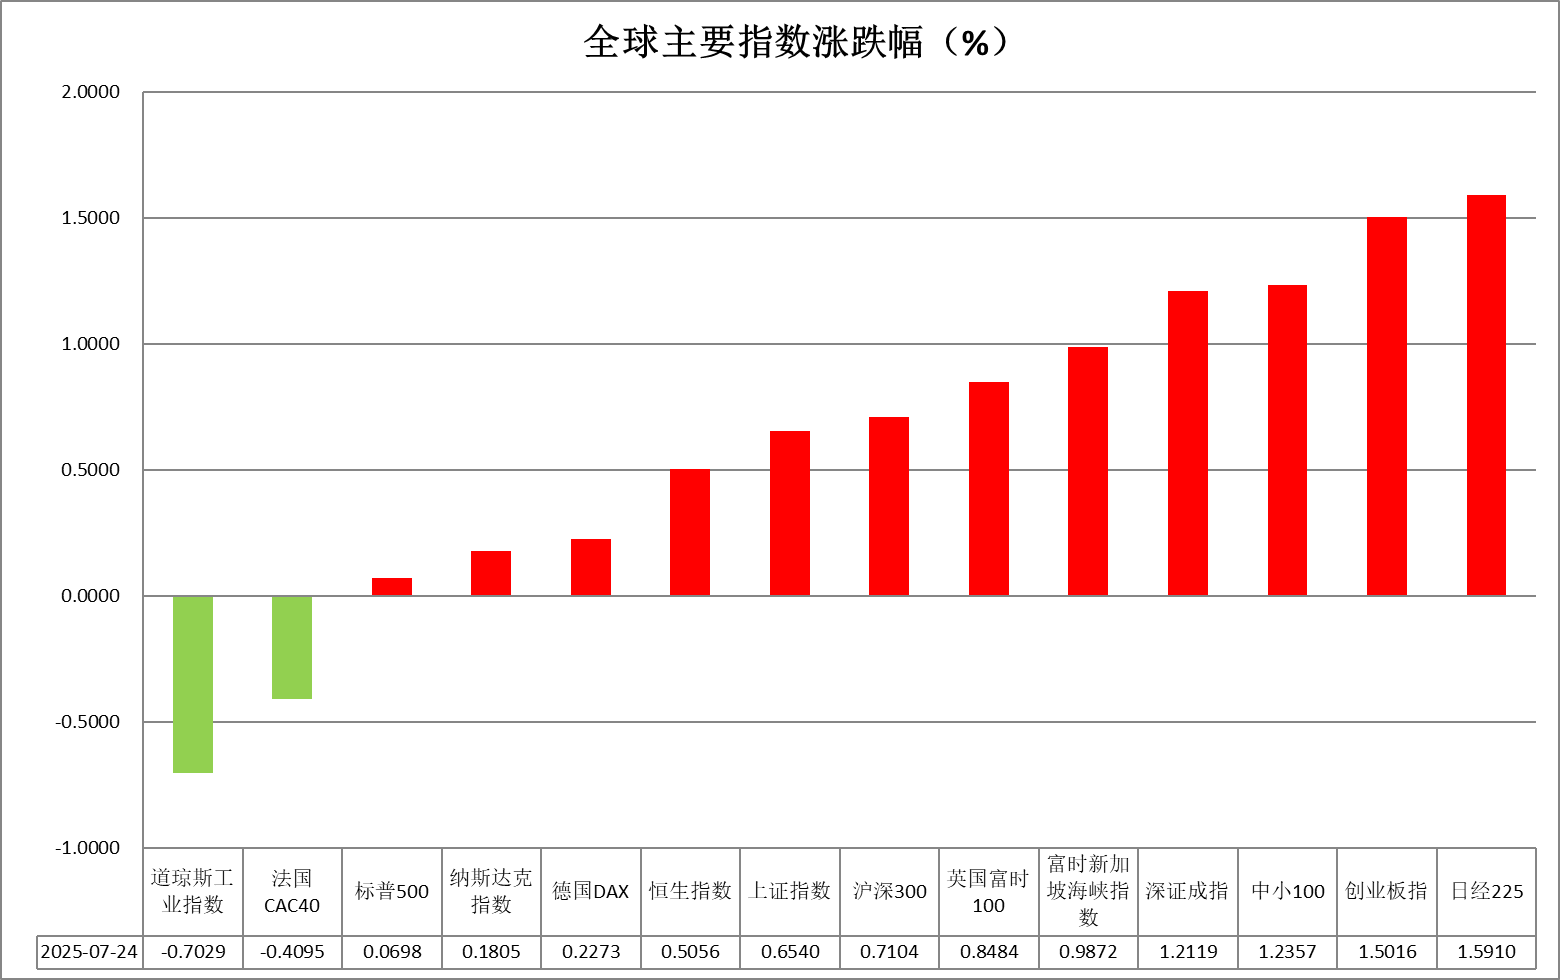 全球主要指数涨跌幅（%）
2.0000
1.5000
1.0000
0.5000
0.0000
-0.5000
-1.0000
道琼斯工
业指数
法国
CAC40
标普500
纳斯达克
指数
德国DAX
恒生指数
上证指数
沪深300
英国富时
100
富时新加
坡海峡指
数
深证成指
中小100
创业板指
日经225
2025-07-24 -0.7029 -0.4095 0.0698 0.1805 0.2273 0.5056 0.6540 0.7104 0.8484 0.9872 1.2119 1.2357 1.5016 1.5910